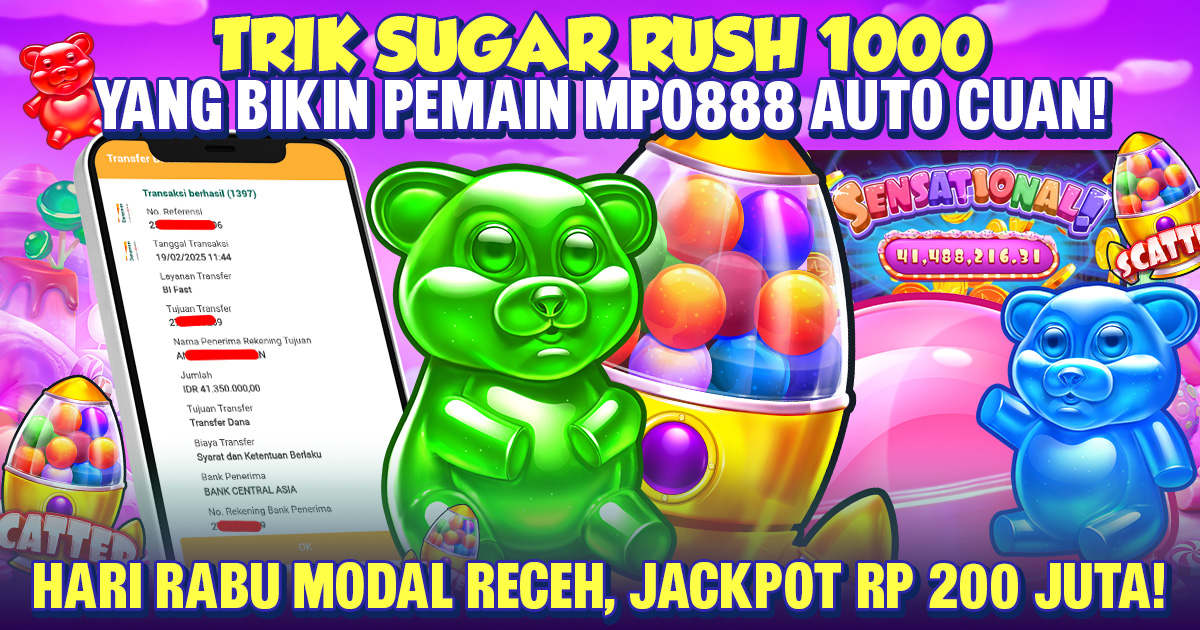 TRIK SUGAR RUSH 1000
YANG BIKIN PEMAIN MPO888 AUTO CUAN!
Transfer
Transaksi berhasil (1397)
No. Referensi
Tanggal Transaksi
19/02/2025 11:44
Layanan Transfer
BI Fast
Tujuan Transfer
Nama Penerima Rekening Tujuan
Jumlah
IDR 41.350.000,00
Tujuan Transfer
Transfer Dana
Biaya Transfer
Syarat dan Ketentuan Berlaku
Bank Penerima
BANK CENTRAL ASIA
No. Rekening Bank Penerima
OK
SENSATIONAL!
41,488,216.31
SCATTER
SCATTER
HARI RABU MODAL RECEH, JACKPOT RP 200 JUTA!